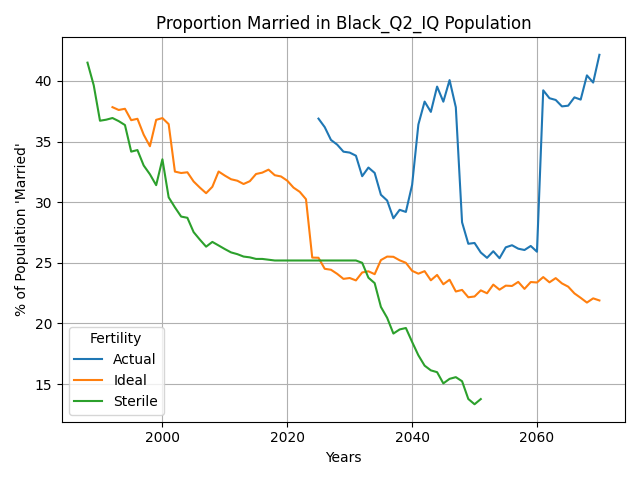 Proportion Married in Black_Q2_IQ Population
% of Population 'Married'
40
35
30
25
20
15
Fertility
Actual
Ideal
Sterile
2000 2020 2040 2060
Years